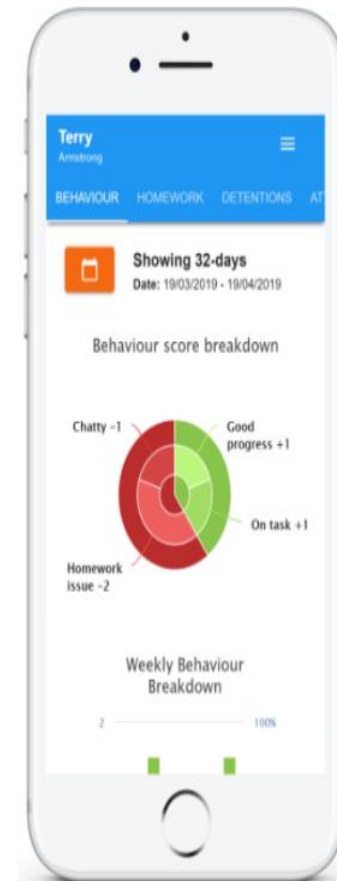 Terry
Armstrong
BEHAVIOUR HOMEWORK DETENTIONS AT
Showing 32-days
Date: 19/03/2019 - 19/04/2019
Behaviour score breakdown
Chatty -1
Good
progress +1
On task +1
Homework
issue -2
Weekly Behaviour
Breakdown
2 100%